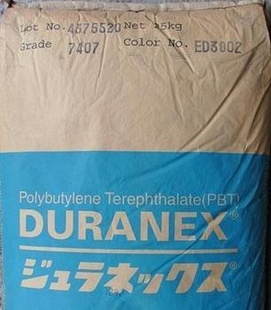 Lot No. 4375520 Net 25kg
Grade 7407 Color No. ED3002
Polybutylene Terephthalate(PBT)
DURANEX®
ジュラネックス®